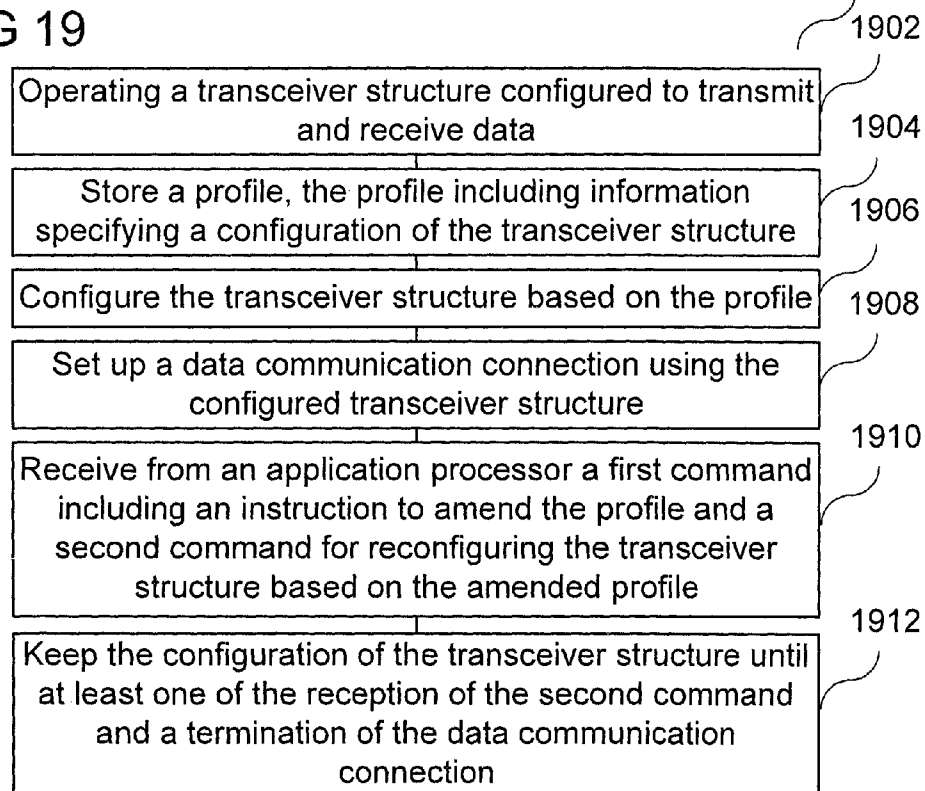 G 19
1902
Operating a transceiver structure configured to transmit
and receive data
1904
Store a profile, the profile including information
specifying a configuration of the transceiver structure
1906
Configure the transceiver structure based on the profile
1908
Set up a data communication connection using the
configured transceiver structure
1910
Receive from an application processor a first command
including an instruction to amend the profile and a
second command for reconfiguring the transceiver
structure based on the amended profile
1912
Keep the configuration of the transceiver structure until
at least one of the reception of the second command
and a termination of the data communication
connection